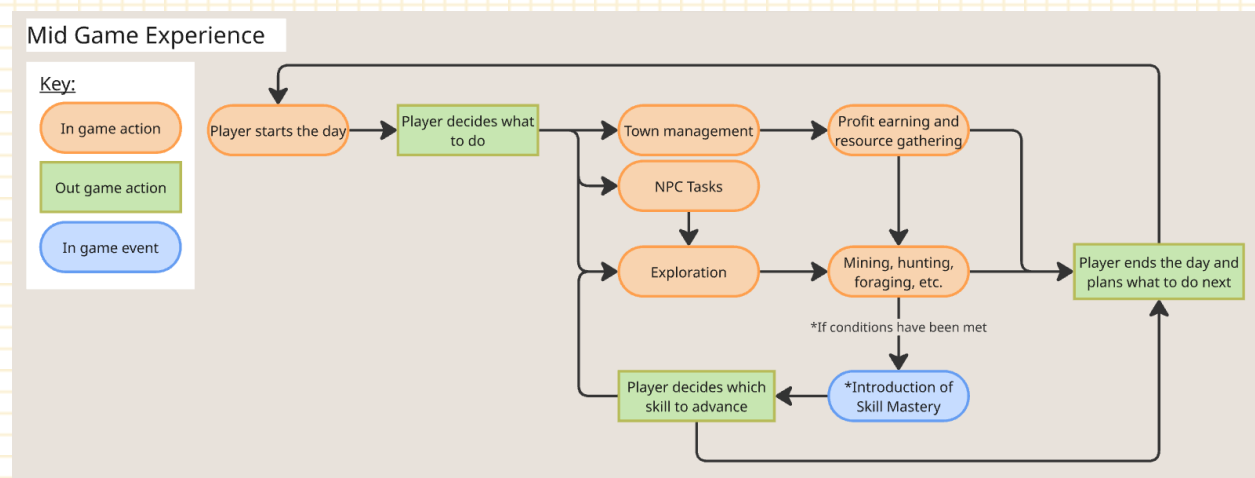 Mid Game Experience
Key:
In game action
Out game action
In game event
Player starts the day
Player decides what
to do
Town management
Profit earning and
resource gathering
NPC Tasks
Exploration
Mining, hunting,
foraging, etc.
Player ends the day and
plans what to do next
*If conditions have been met
Player decides which
skill to advance
*Introduction of
Skill Mastery